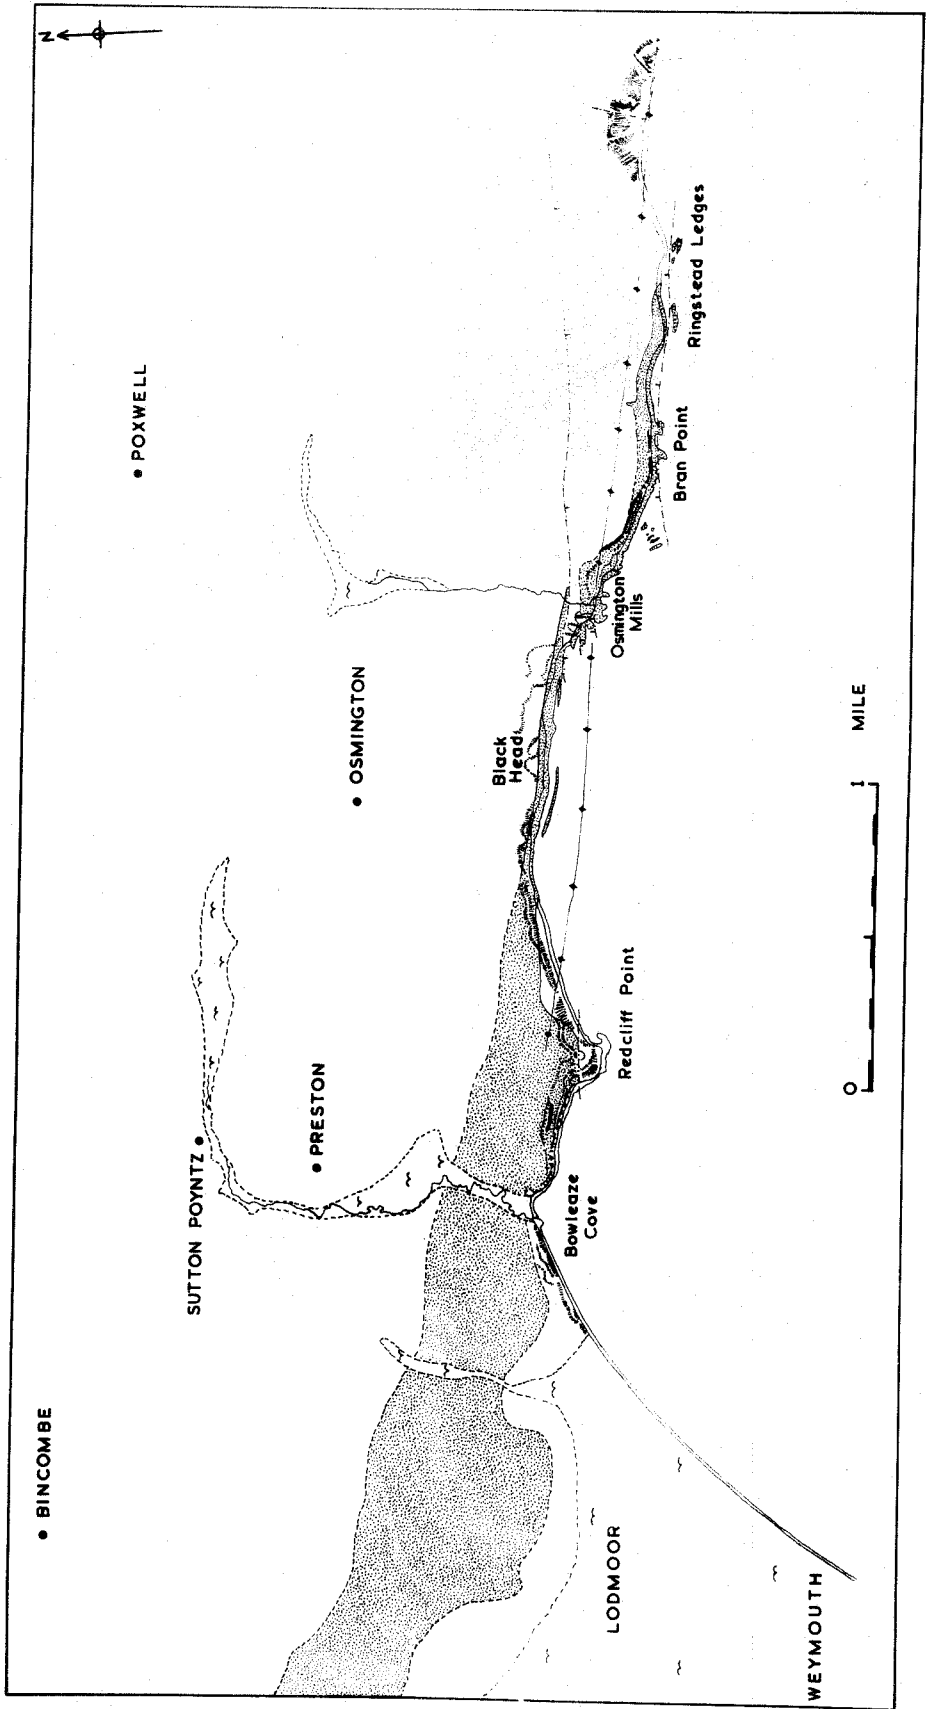 N
BINCOMBE
SUTTON POYNTZ
PRESTON
OSMINGTON
POXWELL
LODMOOR
WEYMOUTH
Bowleaze
Cove
Redcliff Point
Black
Head
Osmington
Mills
Bran Point
Ringstead Ledges
0
1
MILE